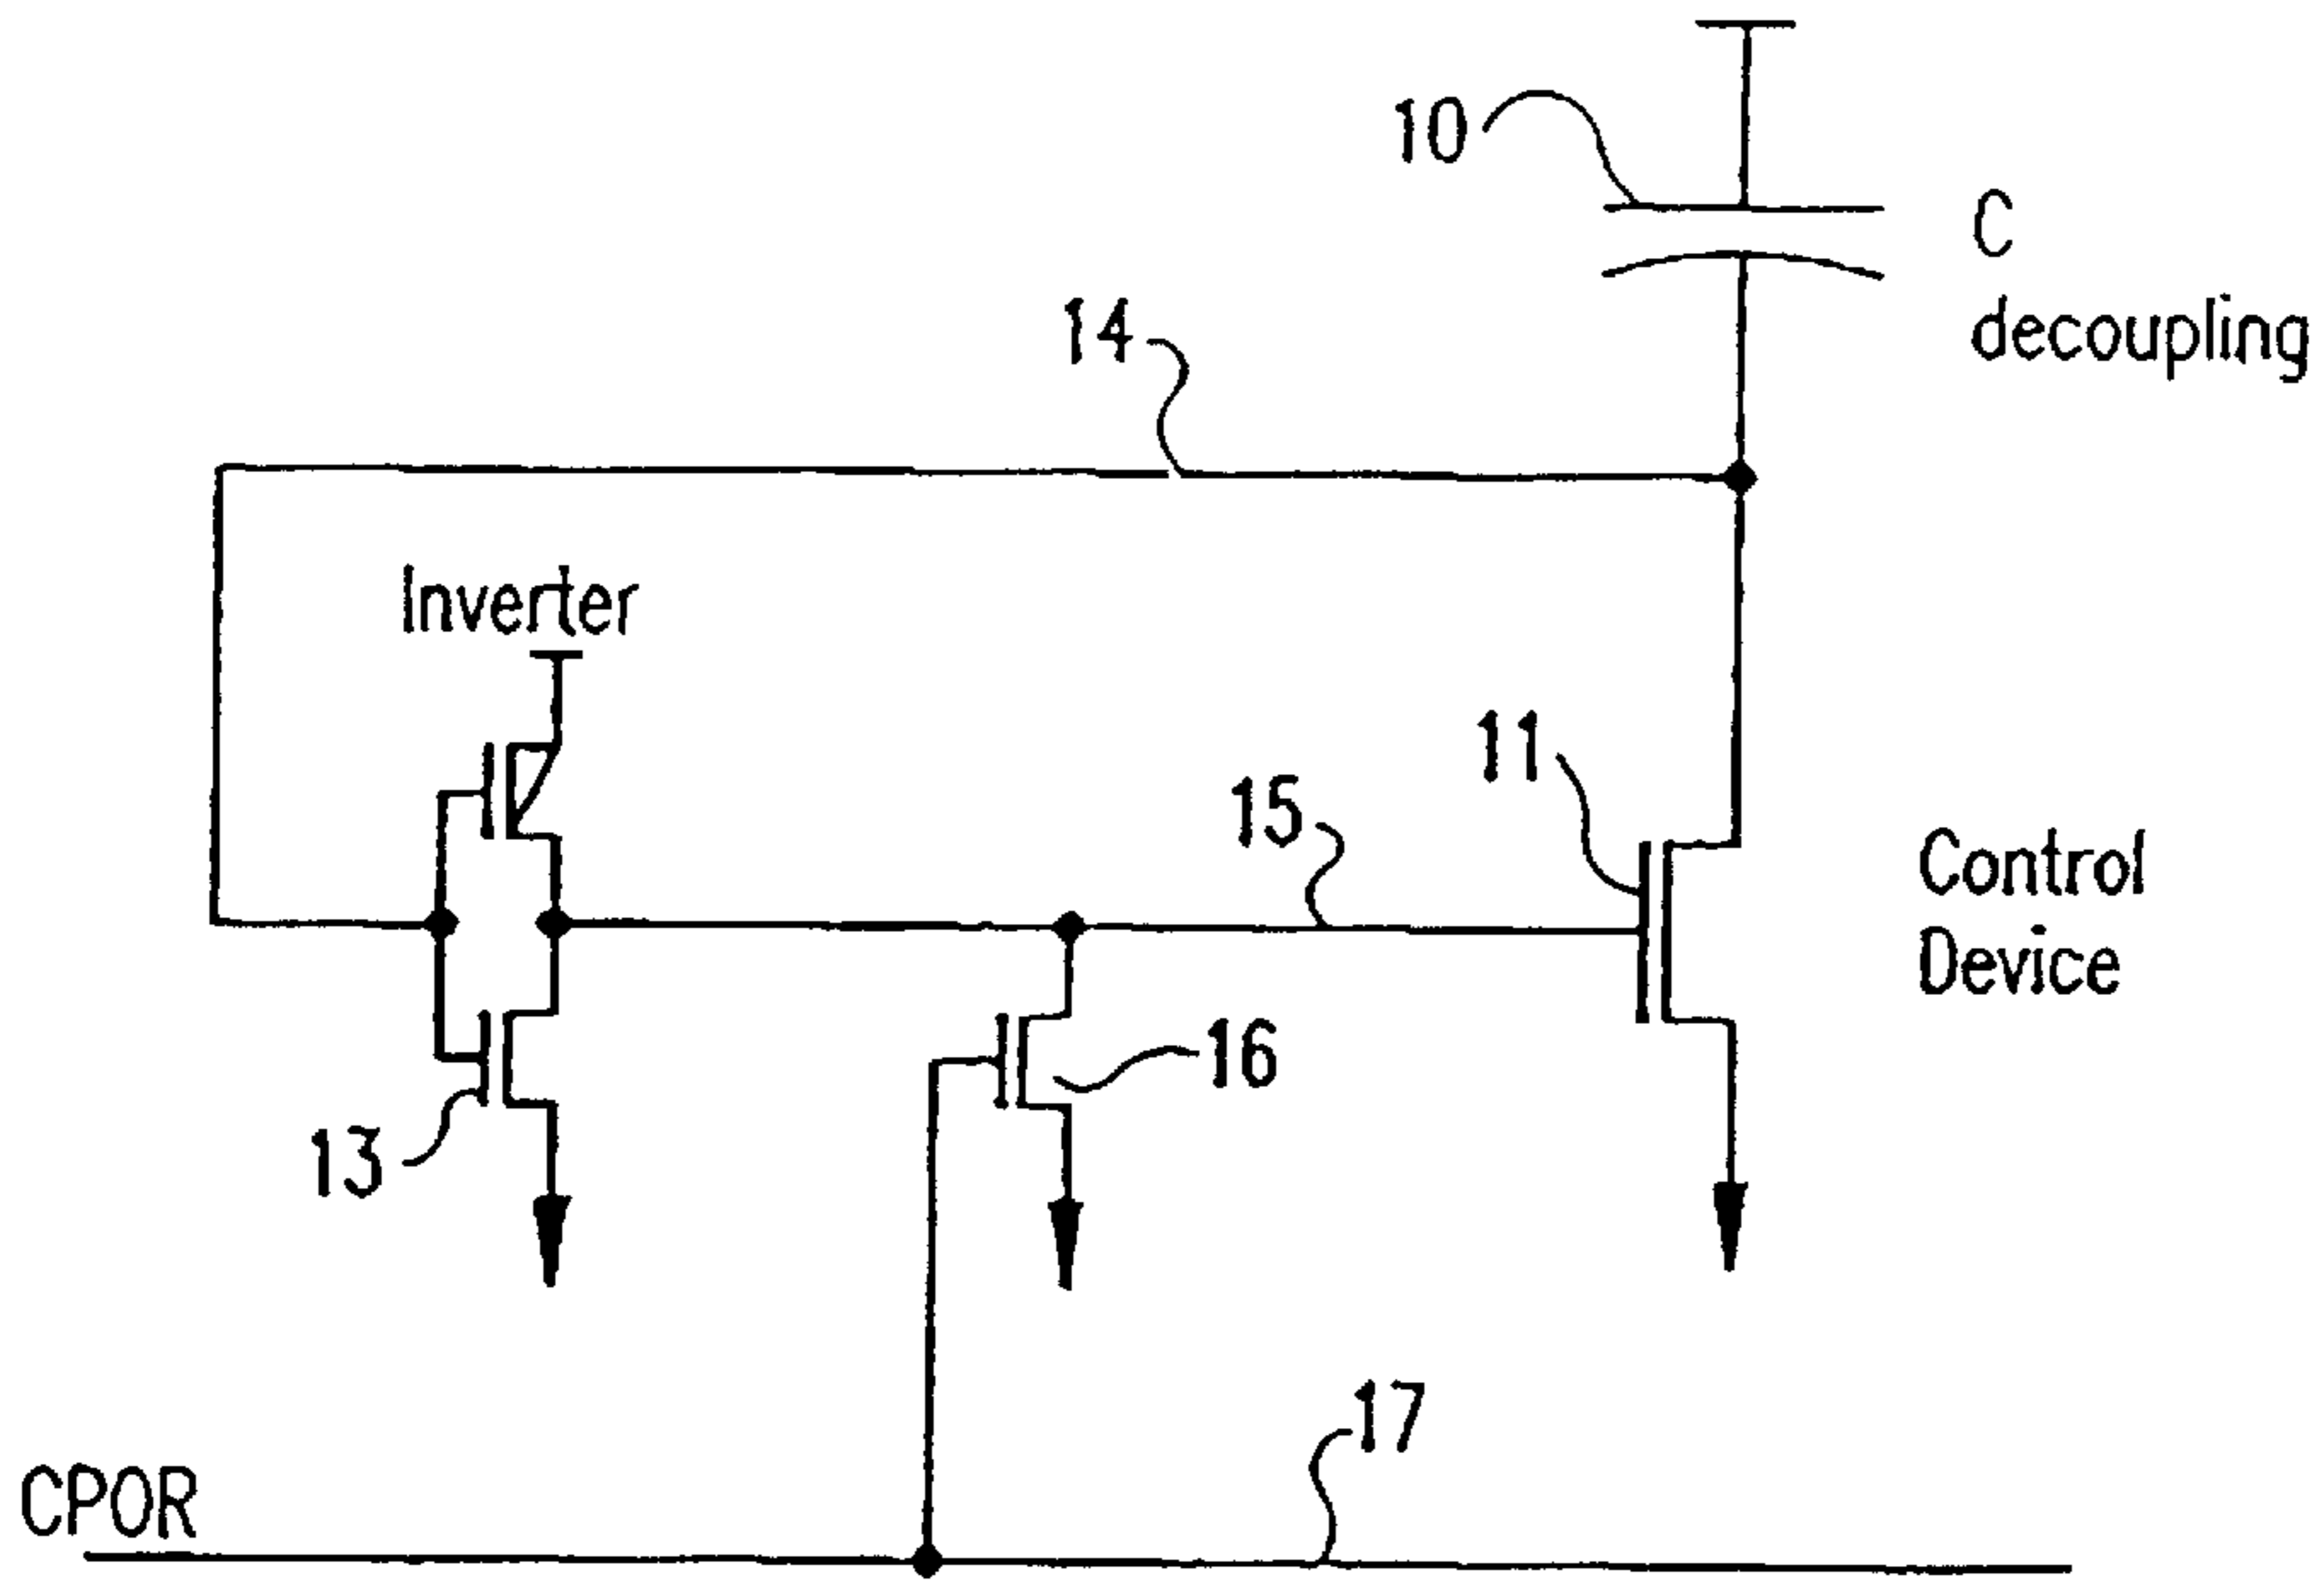 10
C
decoupling
14
Inverter
11
15
Control
Device
16
13
17
CPOR